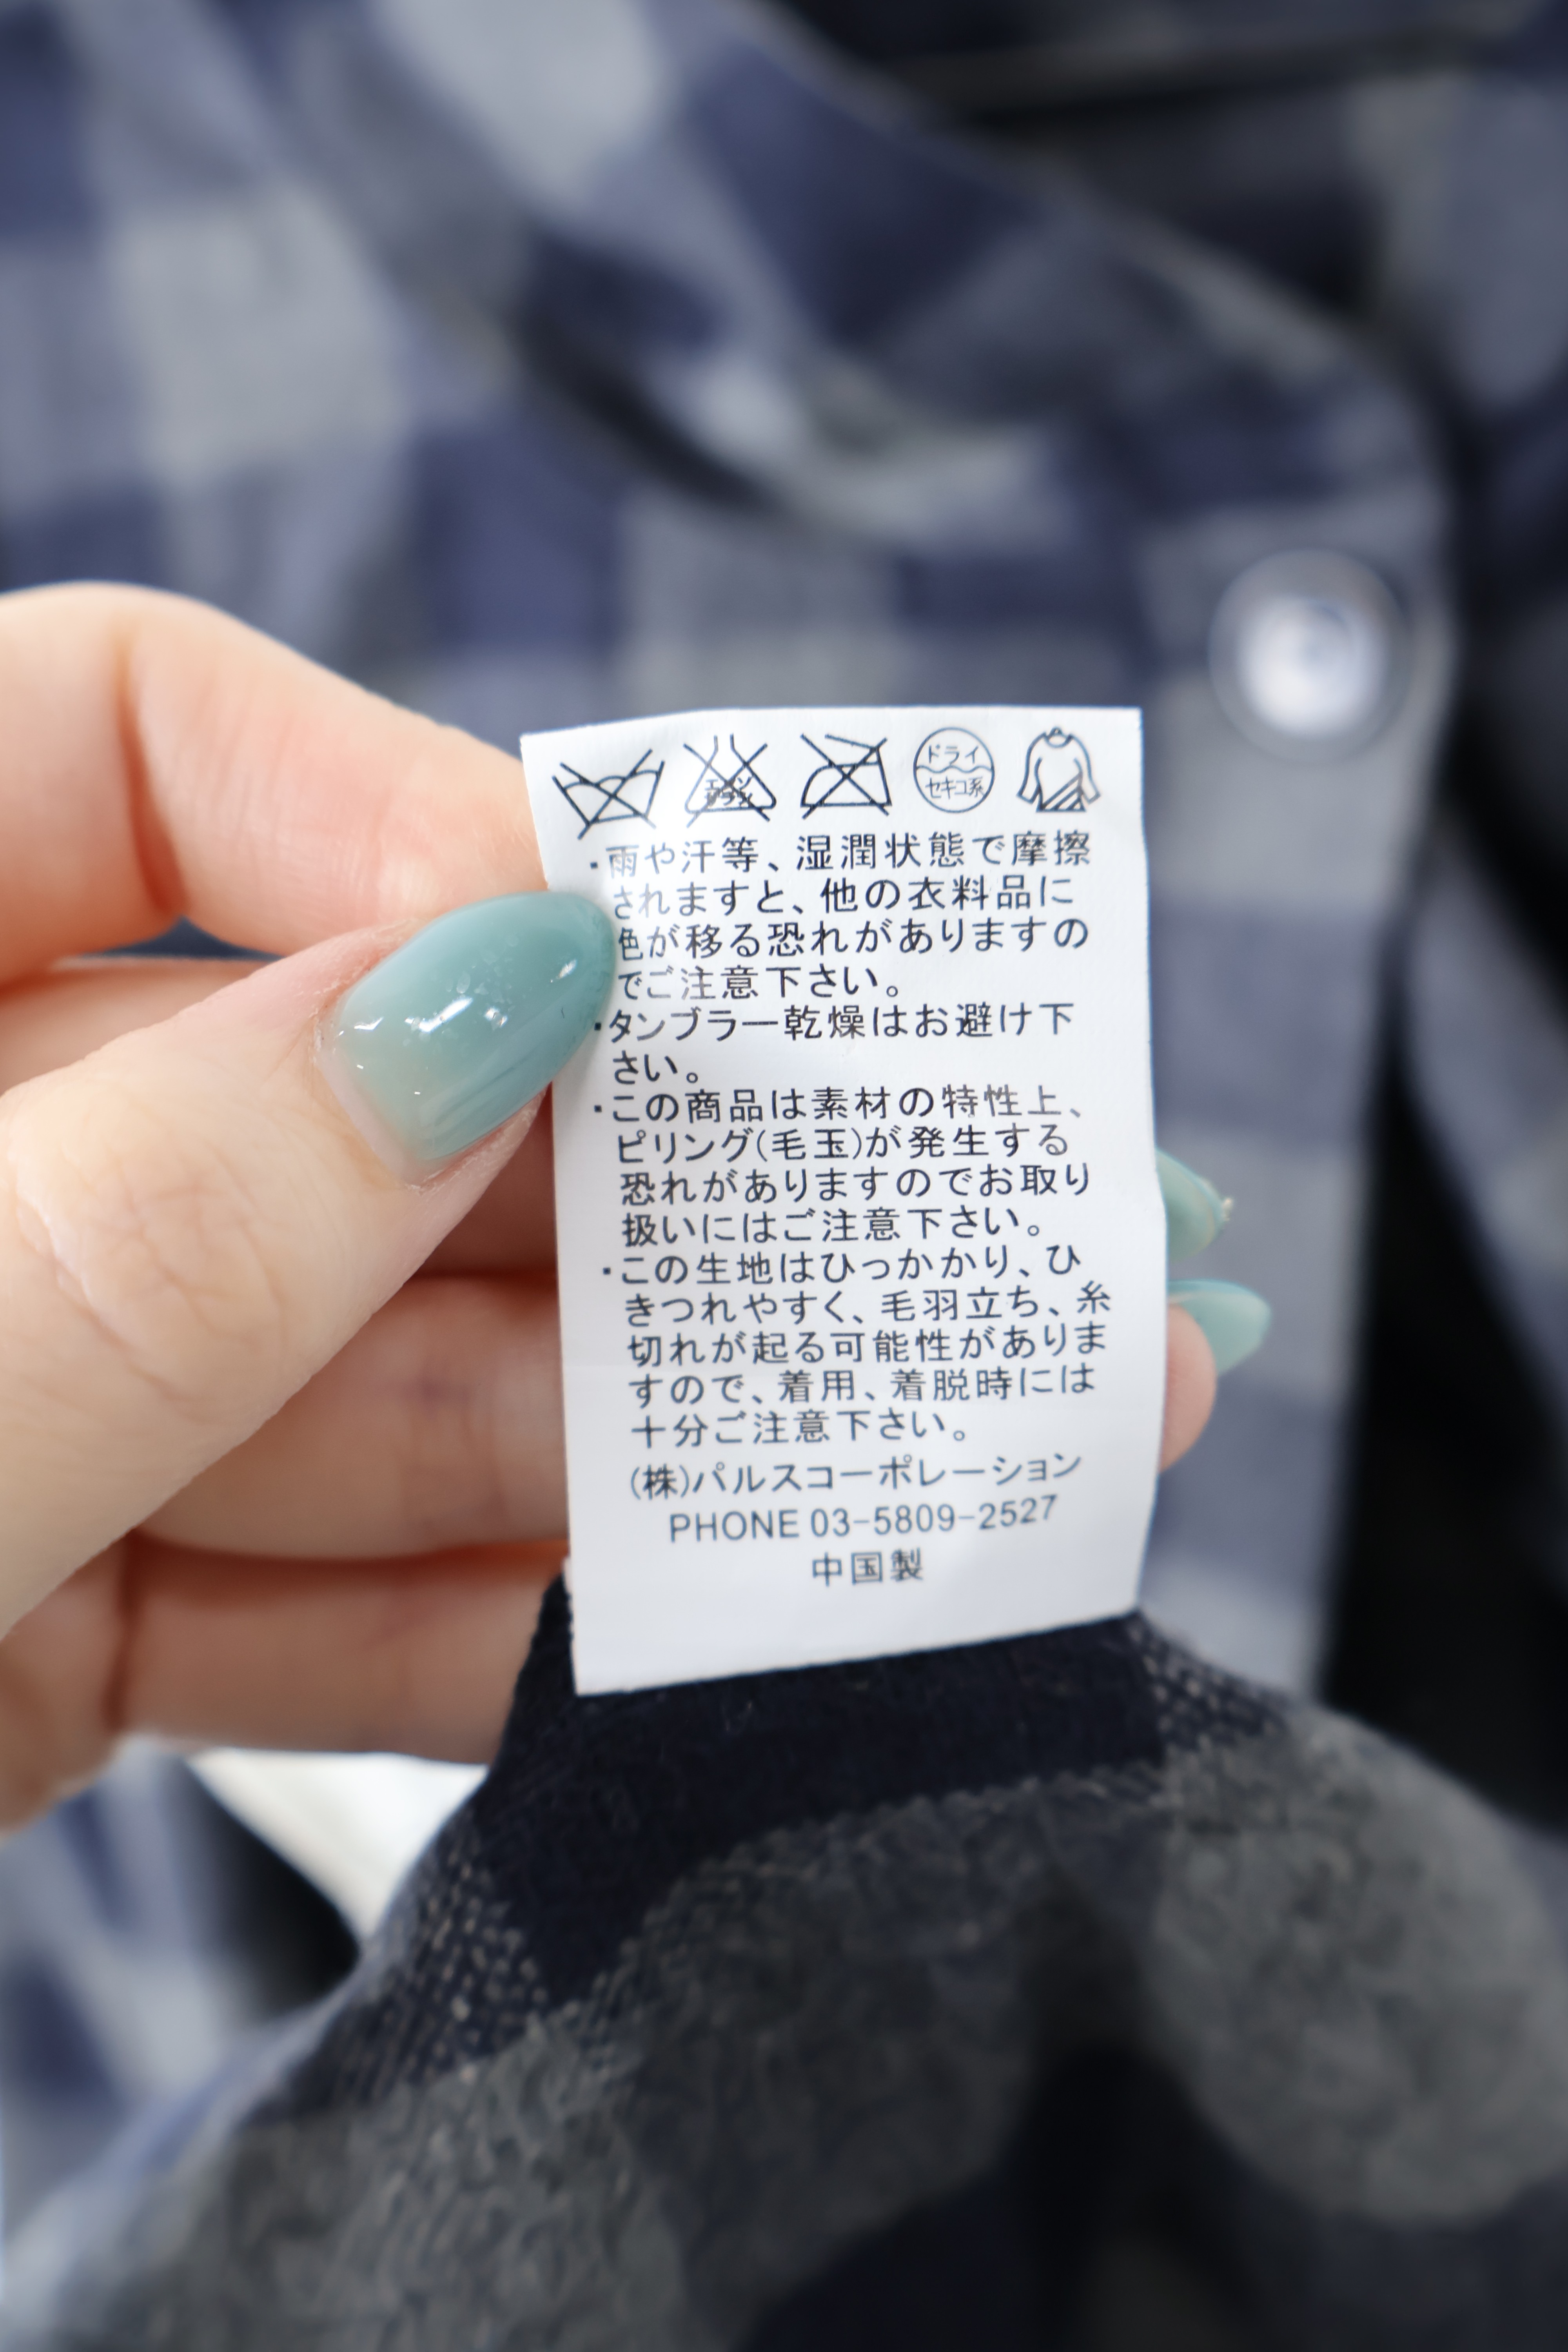 エンソ
サラシ
ドライ
セキユ系
・雨や汗等、湿潤状態で摩擦
されますと、他の衣料品に
色が移る恐れがありますの
でご注意下さい。
・タンブラー乾燥はお避け下
さい。
・この商品は素材の特性上、
ピリング(毛玉)が発生する
恐れがありますのでお取り
扱いにはご注意下さい。
・この生地はひっかかり、ひ
きつれやすく、毛羽立ち、糸
切れが起る可能性がありま
すので、着用、着脱時には
十分ご注意下さい。
(株)パルスコーポレーション
PHONE 03-5809-2527
中国製